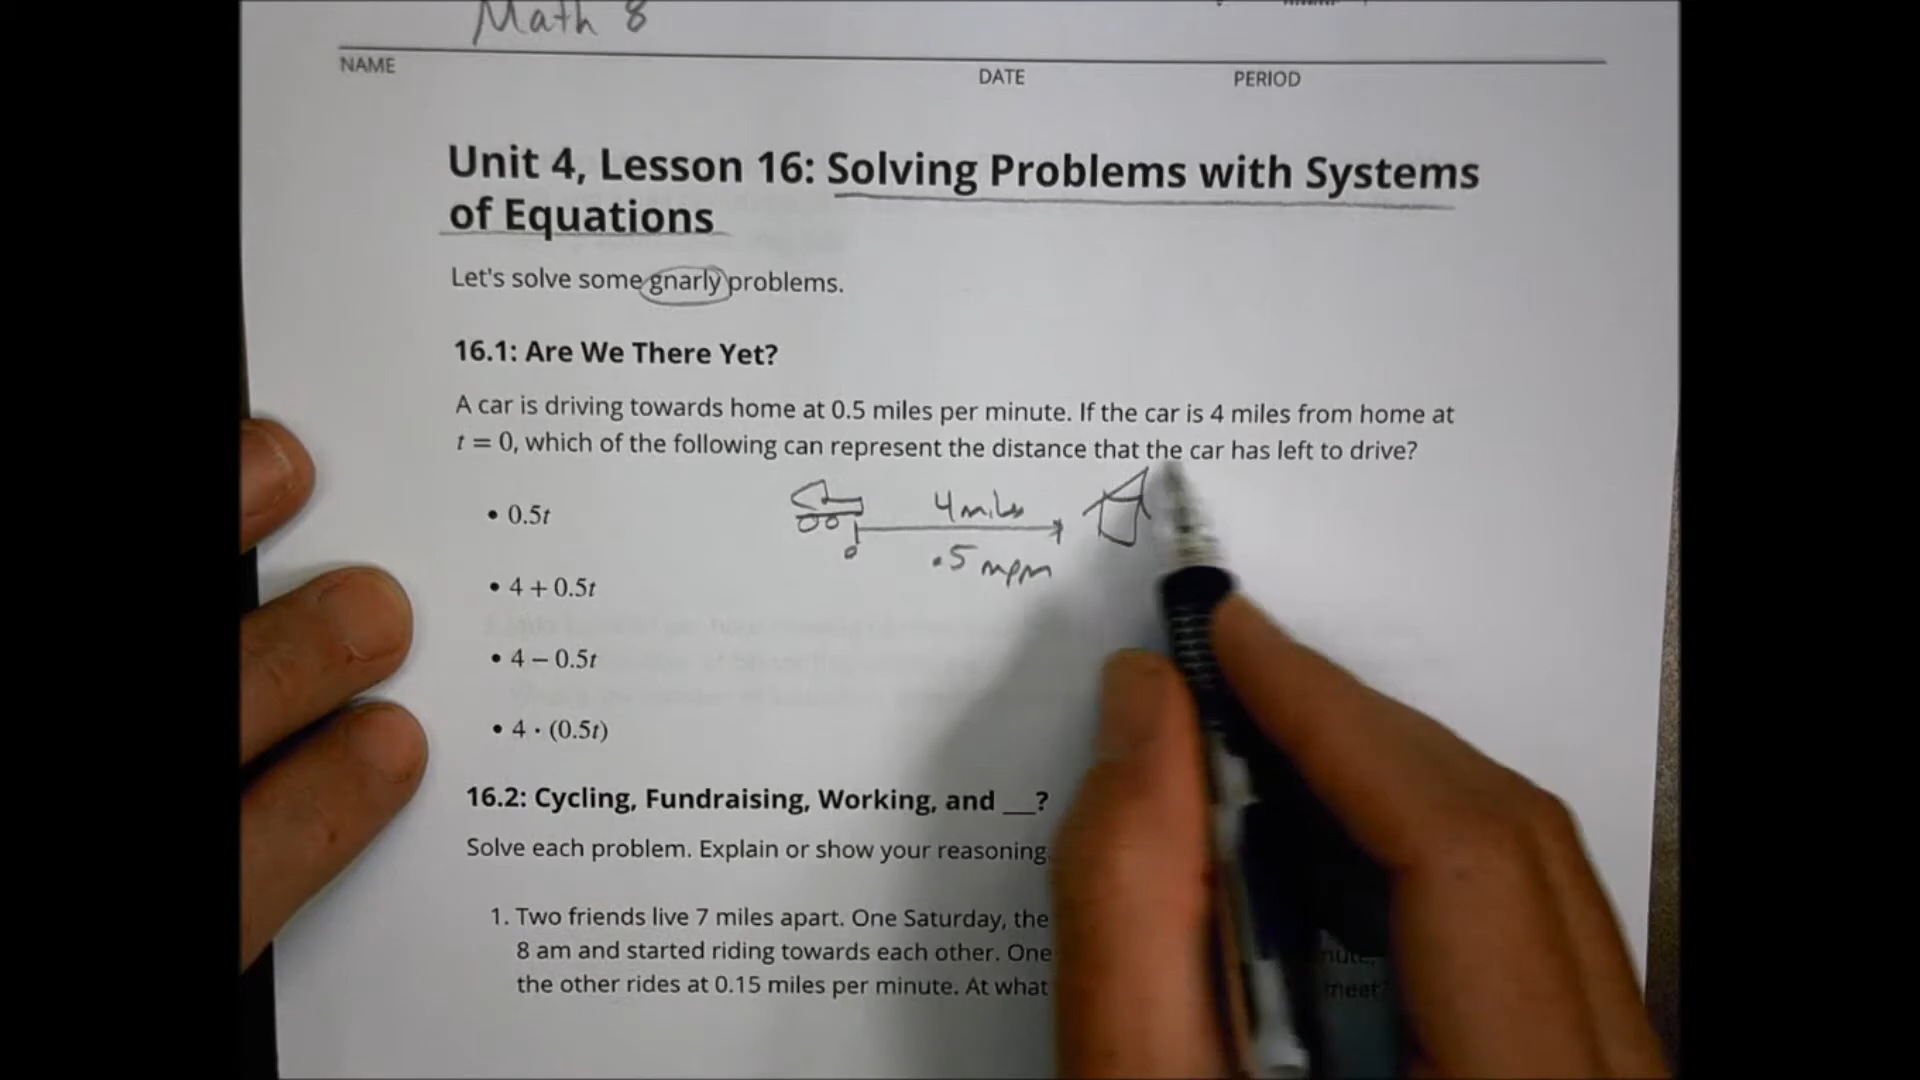 Math 8
NAME
DATE
PERIOD
Unit 4, Lesson 16: Solving Problems with Systems
of Equations
Let's solve some gnarly problems.
16.1: Are We There Yet?
A car is driving towards home at 0.5 miles per minute. If the car is 4 miles from home at
t = 0, which of the following can represent the distance that the car has left to drive?
• 0.5t
4 miles
0
.5 mpm
• 4 + 0.5t
• 4 – 0.5t
• 4 · (0.5t)
16.2: Cycling, Fundraising, Working, and __?
Solve each problem. Explain or show your reasoning.
1. Two friends live 7 miles apart. One Saturday, the
8 am and started riding towards each other. One
the other rides at 0.15 miles per minute. At what meet?